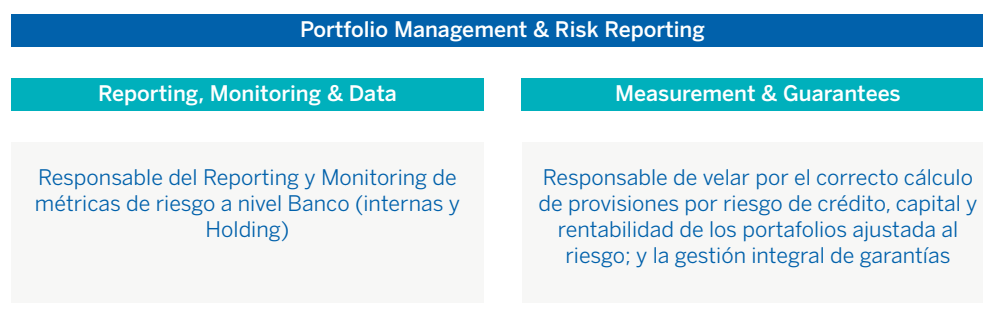 Portfolio Management & Risk Reporting
Reporting, Monitoring & Data
Responsable del Reporting y Monitoring de
métricas de riesgo a nivel Banco (internas y
Holding)
Measurement & Guarantees
Responsable de velar por el correcto cálculo
de provisiones por riesgo de crédito, capital y
rentabilidad de los portafolios ajustada al
riesgo; y la gestión integral de garantías